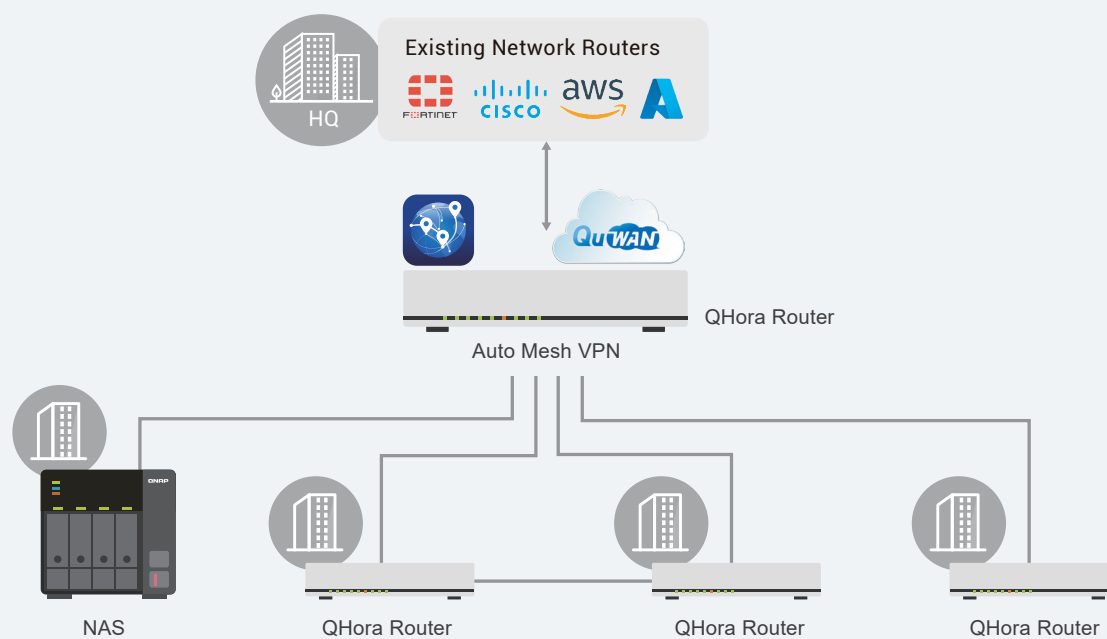 Existing Network Routers
HQ
FORTINET
CISCO
aws
QuWAN
QHora Router
Auto Mesh VPN
QNAP
NAS
QHora Router
QHora Router
QHora Router